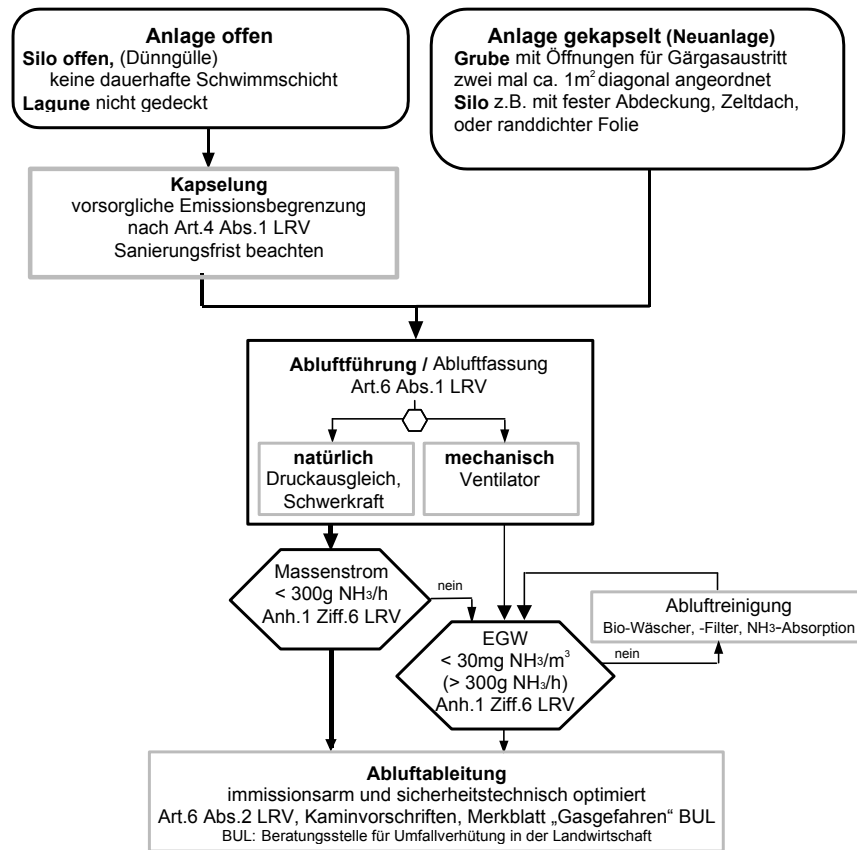 Anlage offen
Silo offen, (Dünngülle)
keine dauerhafte Schwimmschicht
Lagune nicht gedeckt
Anlage gekapselt (Neuanlage)
Grube mit Öffnungen für Gärgasaustritt
zwei mal ca. 1m² diagonal angeordnet
Silo z.B. mit fester Abdeckung, Zeltdach,
oder randdichter Folie
Kapselung
vorsorgliche Emissionsbegrenzung
nach Art.4 Abs.1 LRV
Sanierungsfrist beachten
Abluftführung / Abluftfassung
Art.6 Abs.1 LRV
natürlich
Druckausgleich,
Schwerkraft
mechanisch
Ventilator
Massenstrom
< 300g NH₃/h
Anh.1 Ziff.6 LRV
nein
EGW
< 30mg NH₃/m³
(> 300g NH₃/h)
Anh.1 Ziff.6 LRV
nein
Abluftreinigung
Bio-Wäscher, -Filter, NH₃-Absorption
Abluftableitung
immissionsarm und sicherheitstechnisch optimiert
Art.6 Abs.2 LRV, Kaminvorschriften, Merkblatt „Gasgefahren“ BUL
BUL: Beratungsstelle für Umfallverhütung in der Landwirtschaft